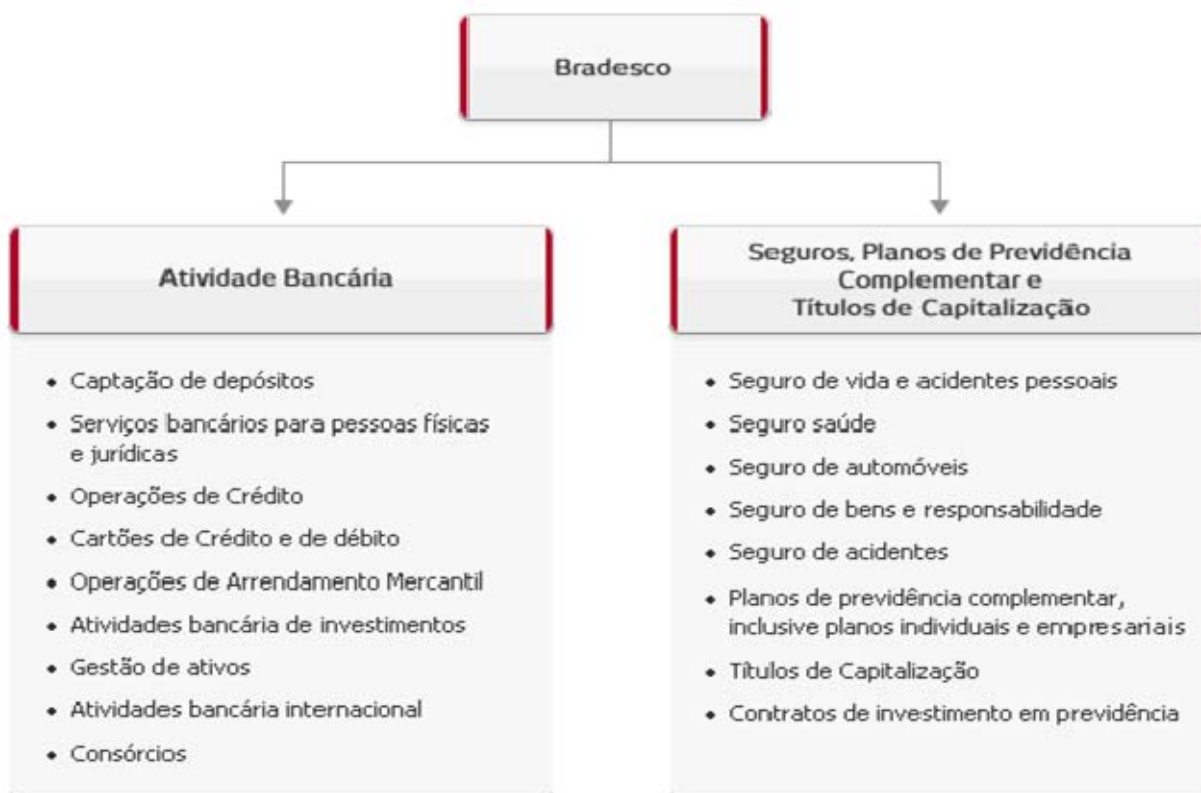 Bradesco
Atividade Bancária
• Captação de depósitos
• Serviços bancários para pessoas físicas
e jurídicas
• Operações de Crédito
• Cartões de Crédito e de débito
• Operações de Arrendamento Mercantil
• Atividades bancária de investimentos
• Gestão de ativos
• Atividades bancária internacional
• Consórcios
Seguros, Planos de Previdência
Complementar e
Títulos de Capitalização
• Seguro de vida e acidentes pessoais
• Seguro saúde
• Seguro de automóveis
• Seguro de bens e responsabilidade
• Seguro de acidentes
• Planos de previdência complementar,
inclusive planos individuais e empresariais
• Títulos de Capitalização
• Contratos de investimento em previdência